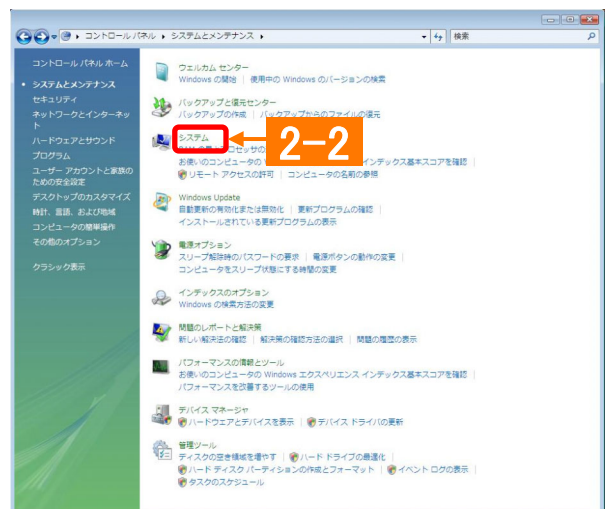 コントロール パネル ▸ システムとメンテナンス ▸
検索
コントロール パネル ホーム
システムとメンテナンス
セキュリティ
ネットワークとインターネッ
ト
ハードウェアとサウンド
プログラム
ユーザー アカウントと家族の
ための安全設定
デスクトップのカスタマイズ
時計、言語、および地域
コンピュータの簡単操作
その他のオプション
クラシック表示
ウェルカム センター
Windows の開始 | 使用中の Windows のバージョンの検索
バックアップと復元センター
バックアップの作成 | バックアップからのファイルの復元
システム
2-2
お使いのコンピュータの
インデックス基本スコアを確認
リモート アクセスの許可 | コンピュータの名前の参照
Windows Update
自動更新の有効化または無効化 | 更新プログラムの確認
インストールされている更新プログラムの表示
電源オプション
スリープ解除時のパスワードの要求 | 電源ボタンの動作の変更
コンピュータをスリープ状態にする時間の変更
インデックスのオプション
Windows の検索方法の変更
問題のレポートと解決策
新しい解決法の確認 | 解決策の確認方法の選択 | 問題の履歴の表示
パフォーマンスの情報とツール
お使いのコンピュータの Windows エクスペリエンス インデックス基本スコアを確認
パフォーマンスを改善するツールの使用
デバイス マネージャ
ハードウェアとデバイスを表示 | デバイス ドライバの更新
管理ツール
ディスクの空き領域を増やす | ハード ドライブの最適化
ハード ディスク パーティションの作成とフォーマット | イベント ログの表示
タスクのスケジュール